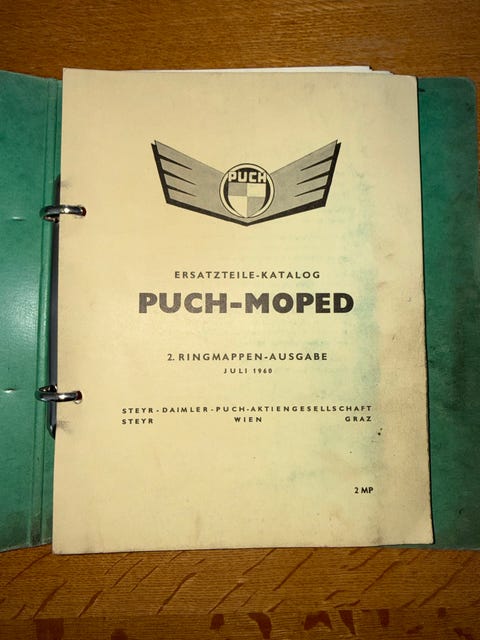 PUCH
ERSATZTEILE-KATALOG
PUCH-MOPED
2. RINGMAPPEN-AUSGABE
JULI 1960
STEYR-DAIMLER-PUCH-AKTIENGESELLSCHAFT
STEYR WIEN GRAZ
2 MP